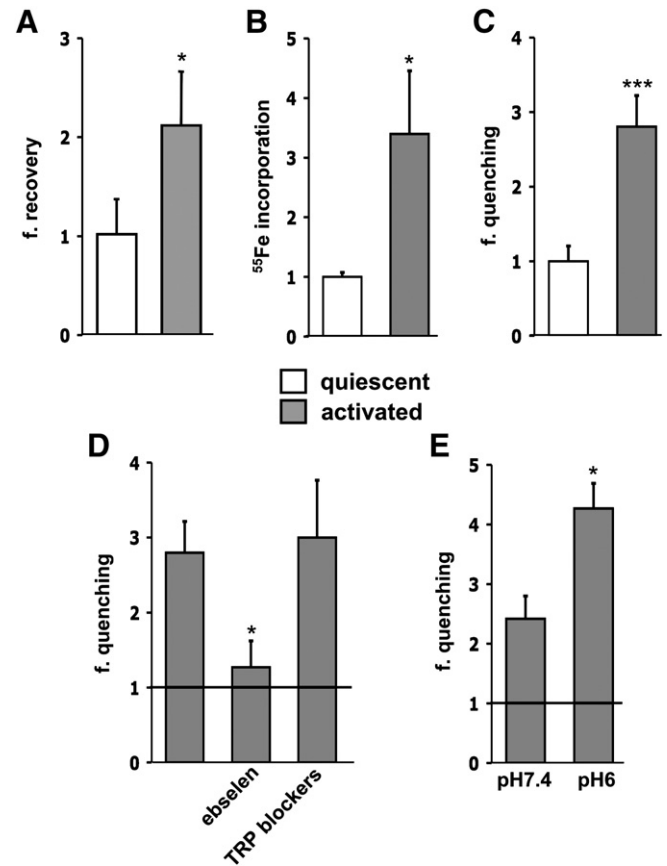 A
f. recovery
3
2
1
0
*
B
⁵⁵Fe incorporation
5
4
3
2
1
0
*
C
f. quenching
4
3
2
1
0
***
quiescent
activated
D
f. quenching
4
3
2
1
0
*
ebselen
TRP blockers
E
f. quenching
5
4
3
2
1
0
*
pH7.4
pH6